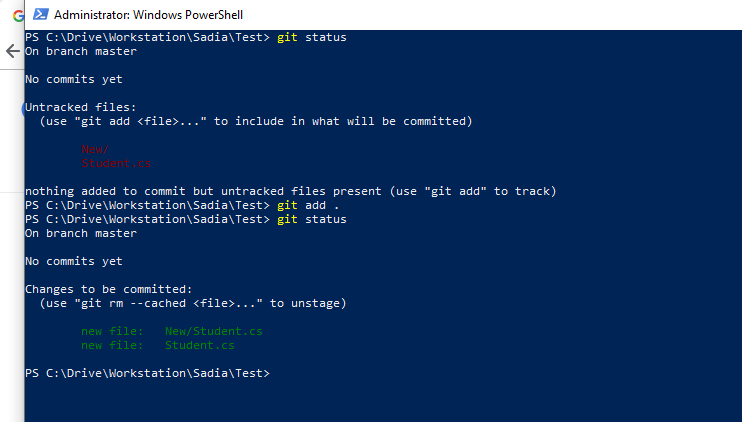 Administrator: Windows PowerShell
PS C:\Drive\Workstation\Sadia\Test> git status
On branch master
No commits yet
Untracked files:
(use "git add <file>..." to include in what will be committed)
New/
Student.cs
nothing added to commit but untracked files present (use "git add" to track)
PS C:\Drive\Workstation\Sadia\Test> git add .
PS C:\Drive\Workstation\Sadia\Test> git status
On branch master
No commits yet
Changes to be committed:
(use "git rm --cached <file>..." to unstage)
new file:   New/Student.cs
new file:   Student.cs
PS C:\Drive\Workstation\Sadia\Test>